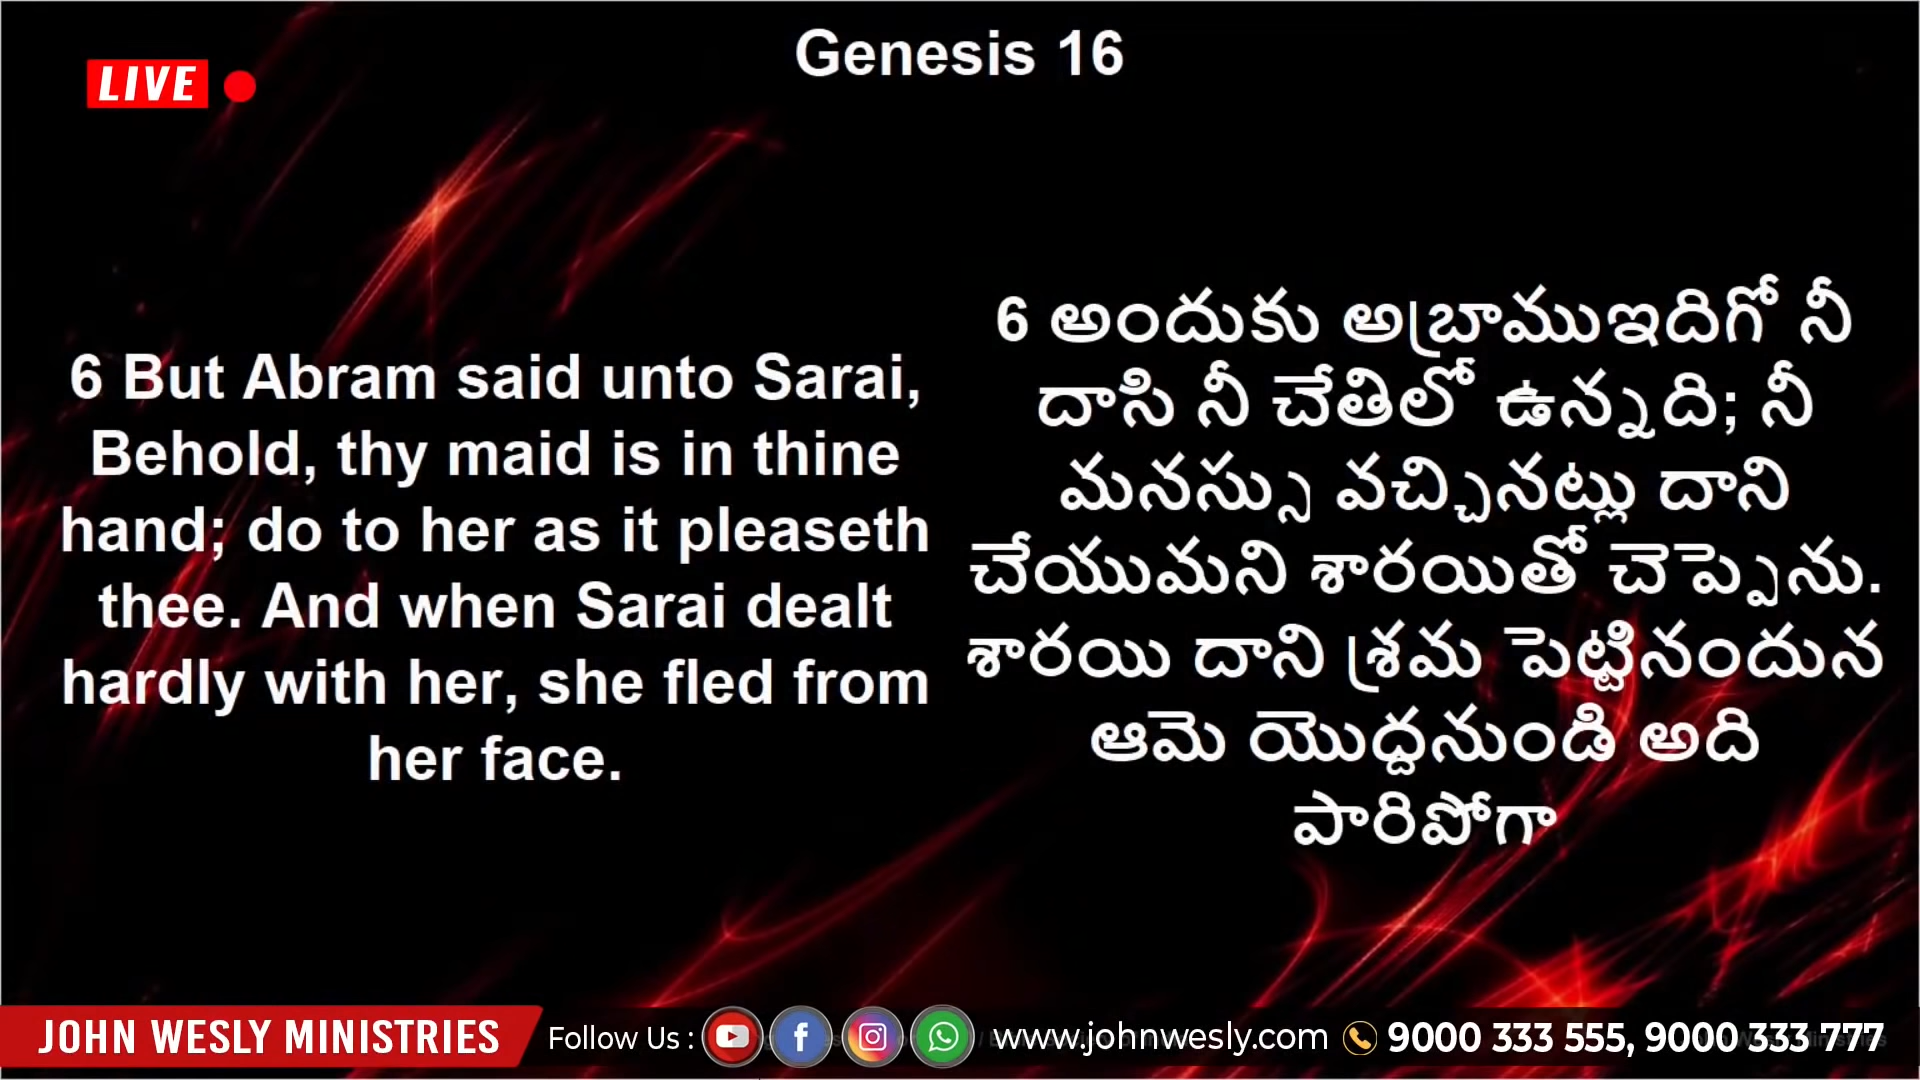 Genesis 16
LIVE
6 But Abram said unto Sarai,
Behold, thy maid is in thine
hand; do to her as it pleaseth
thee. And when Sarai dealt
hardly with her, she fled from
her face.
6 అందుకు అబ్రాముఇదిగో నీ
దాసి నీ చేతిలో ఉన్నది; నీ
మనస్సు వచ్చినట్లు దాని
చేయుమని శారయితో చెప్పెను.
శారయి దాని శ్రమ పెట్టినందున
ఆమె యొద్దనుండి అది
పారిపోగా
JOHN WESLY MINISTRIES
Follow Us :
www.johnwesly.com
9000 333 555, 9000 333 777